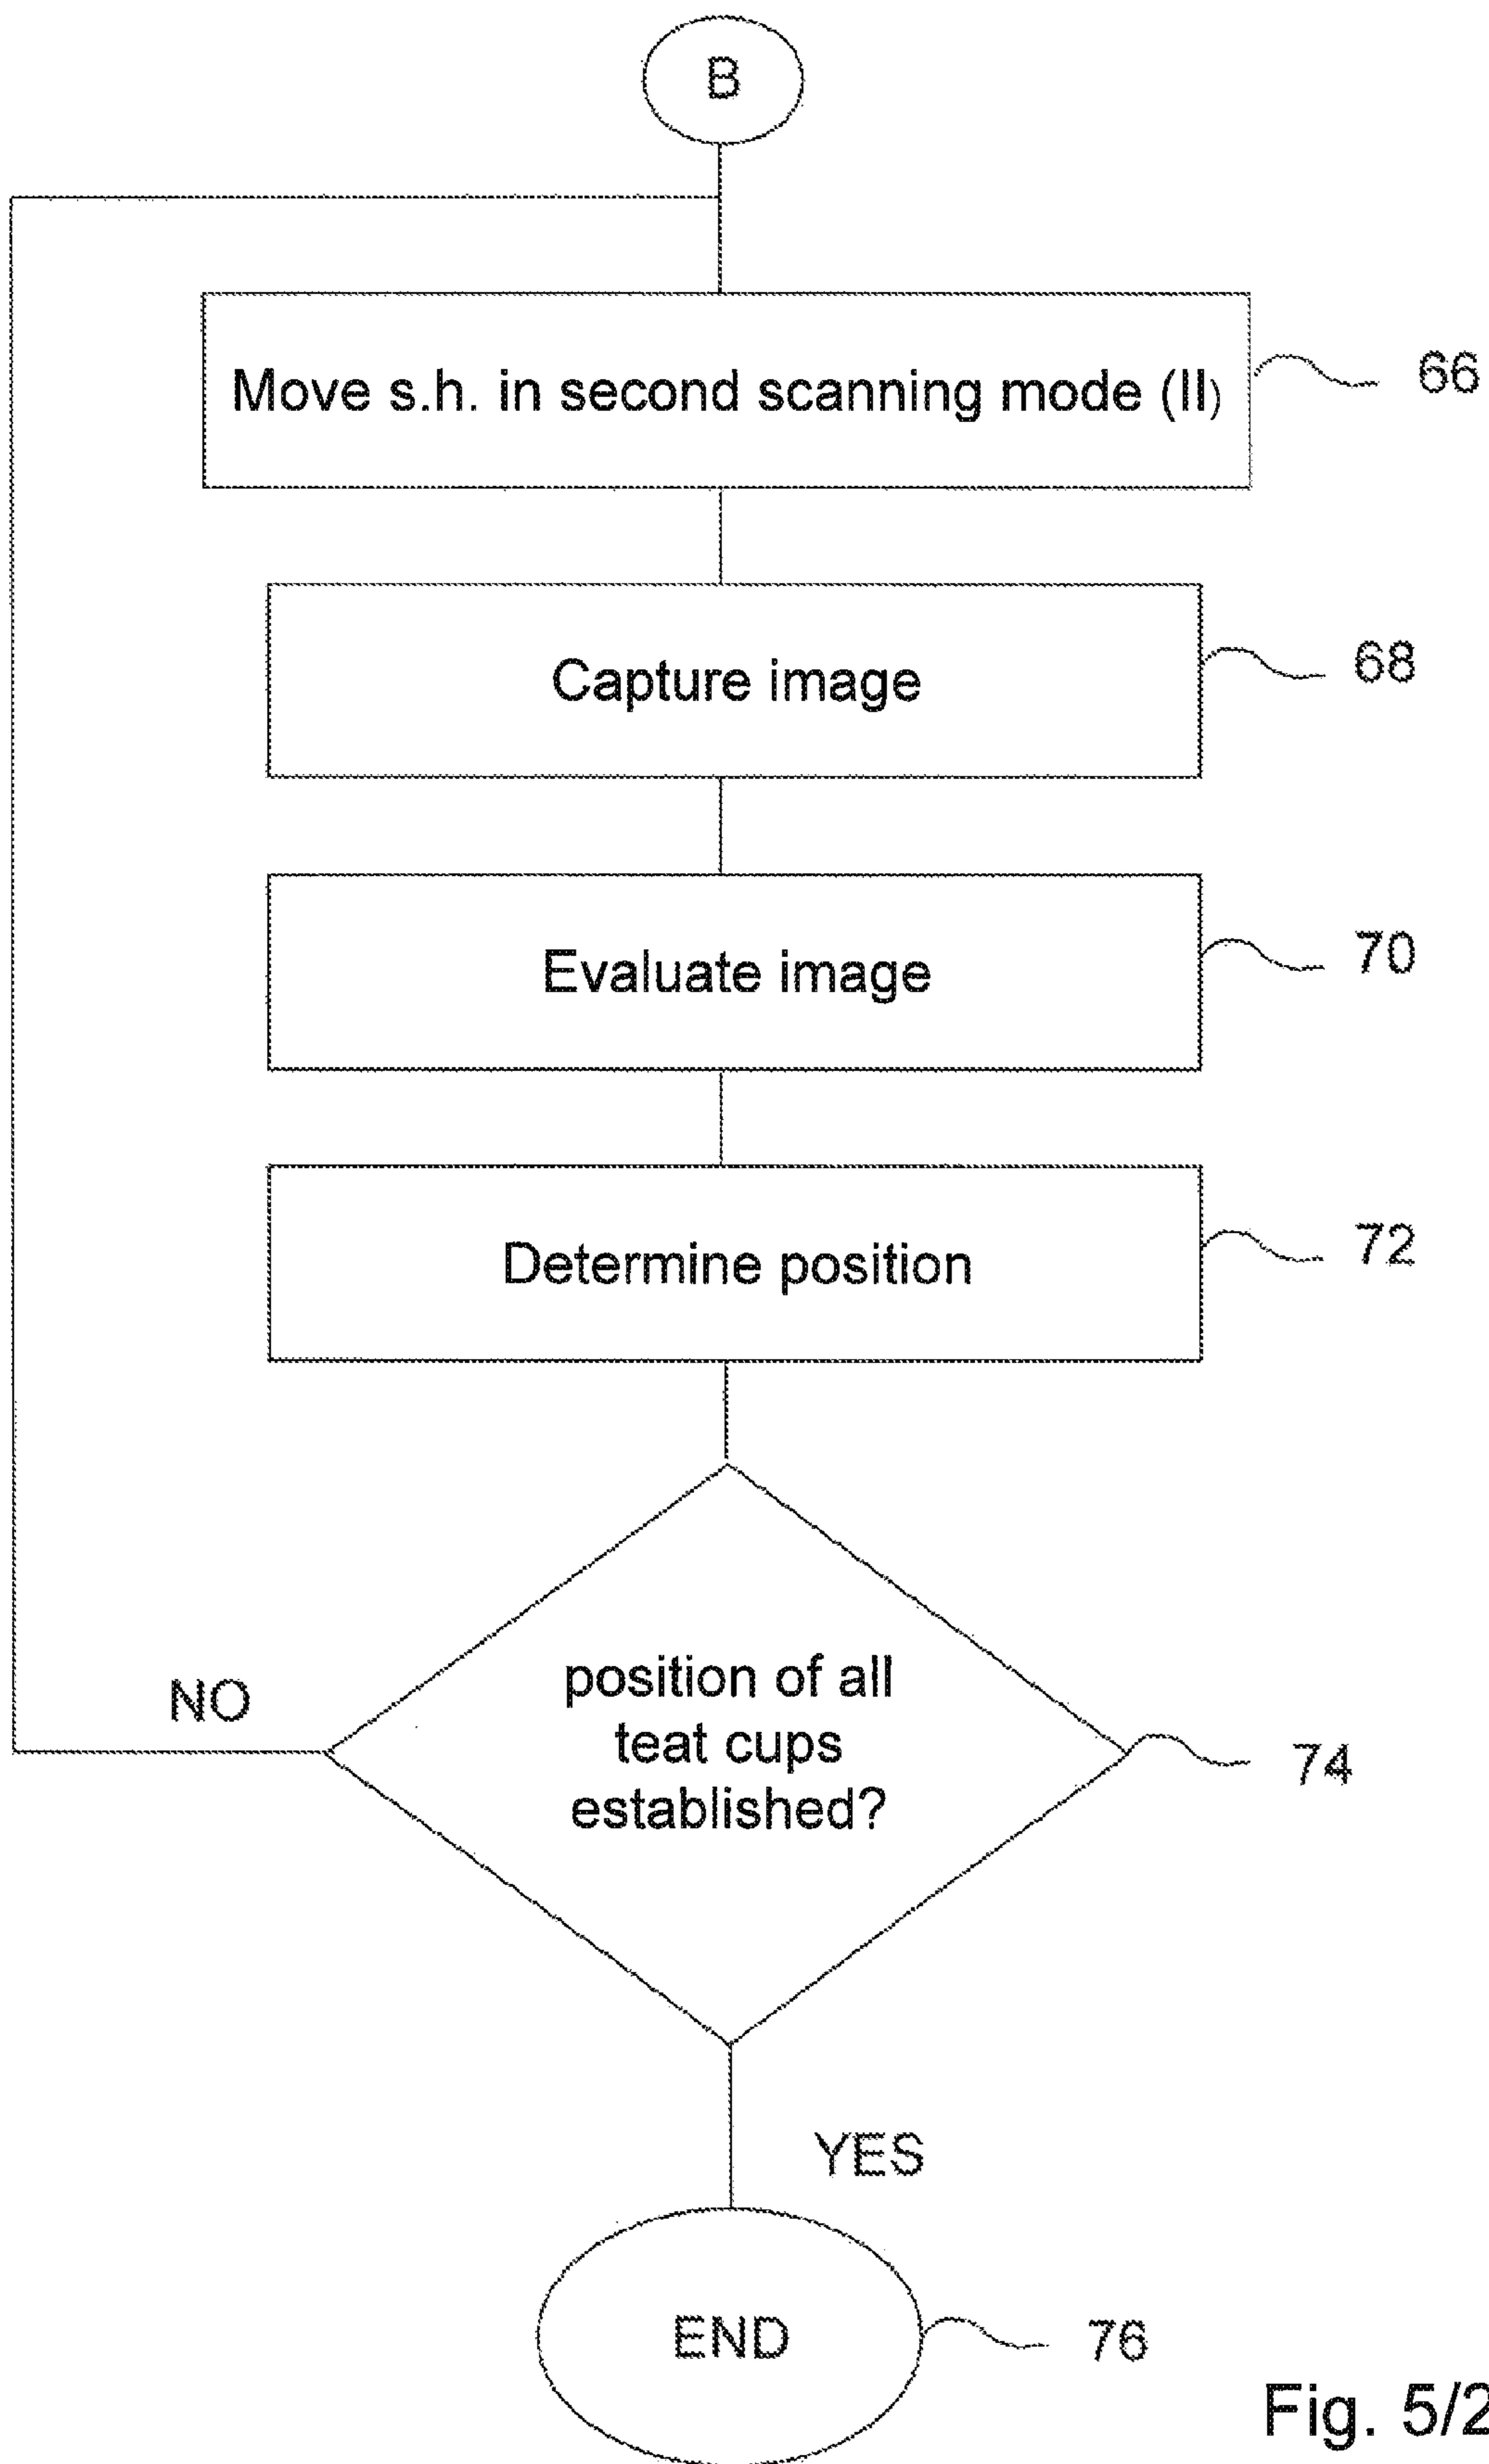 B
Move s.h. in second scanning mode (II)
66
Capture image
68
Evaluate image
70
Determine position
72
position of all
teat cups
established?
NO
74
YES
END
76
Fig. 5/2